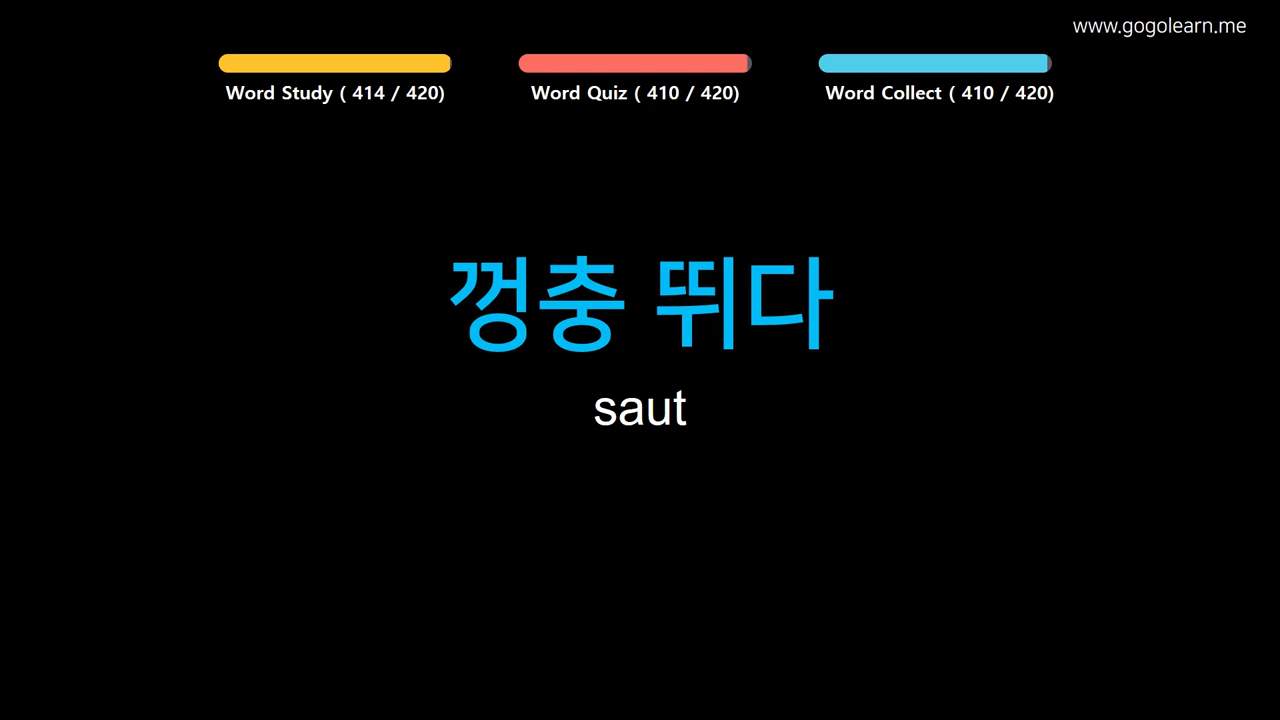 www.gogolearn.me
Word Study ( 414 / 420)
Word Quiz ( 410 / 420)
Word Collect ( 410 / 420)
껑충 뛰다
saut